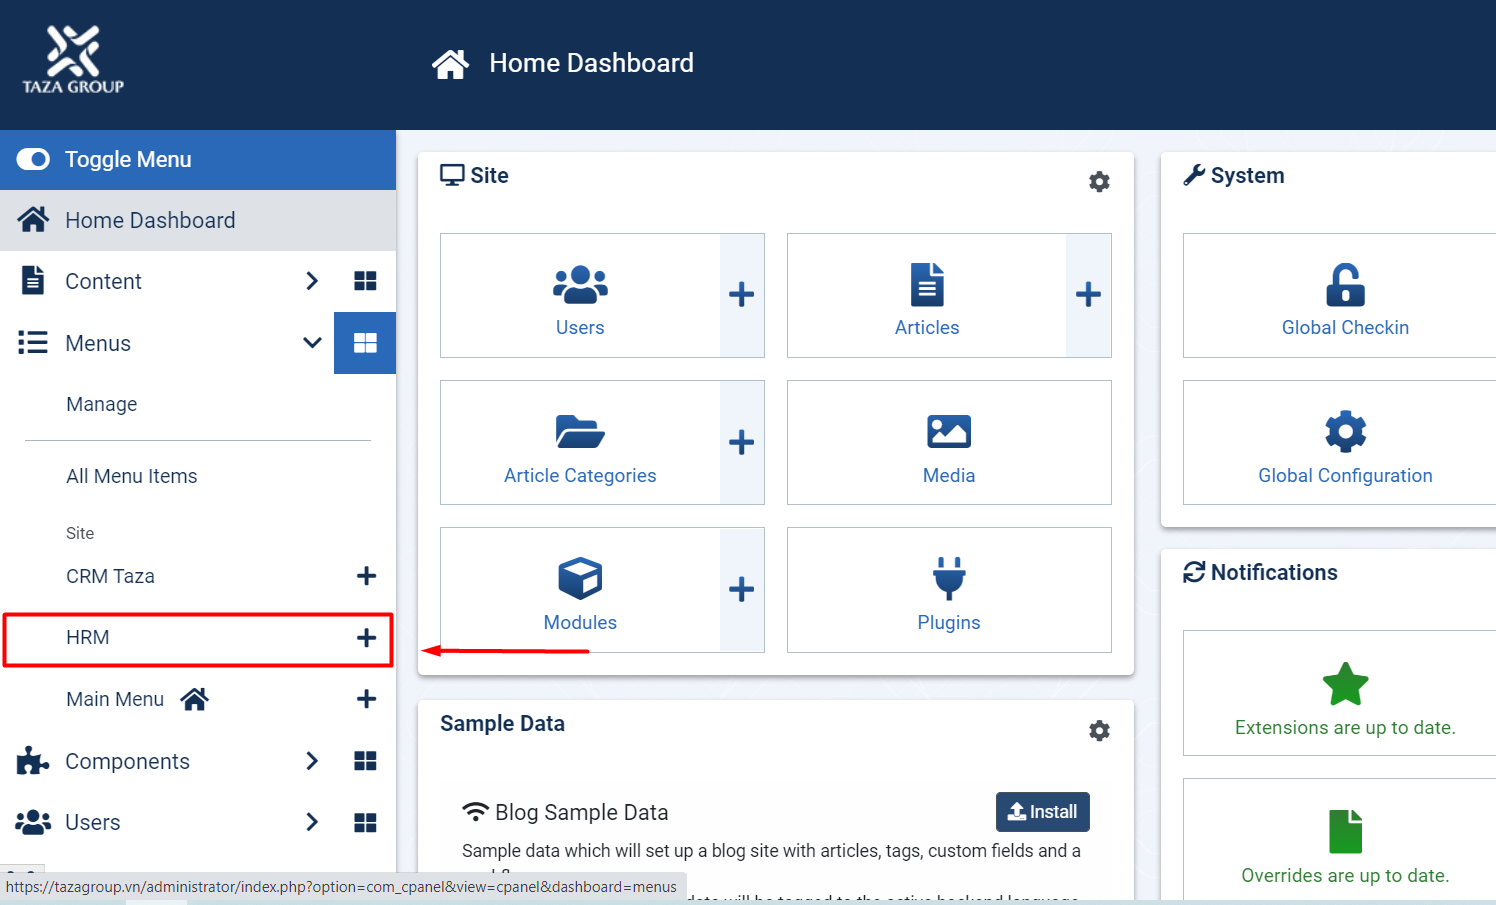 TAZA GROUP
Home Dashboard
Toggle Menu
Home Dashboard
Content
Menus
Manage
All Menu Items
Site
CRM Taza
HRM
Main Menu
Components
Users
Site
Users
Articles
Article Categories
Media
Modules
Plugins
Sample Data
Blog Sample Data
Install
Sample data which will set up a blog site with articles, tags, custom fields and a
System
Global Checkin
Global Configuration
Notifications
Extensions are up to date.
Overrides are up to date.
https://tazagroup.vn/administrator/index.php?option=com_cpanel&view=cpanel&dashboard=menus